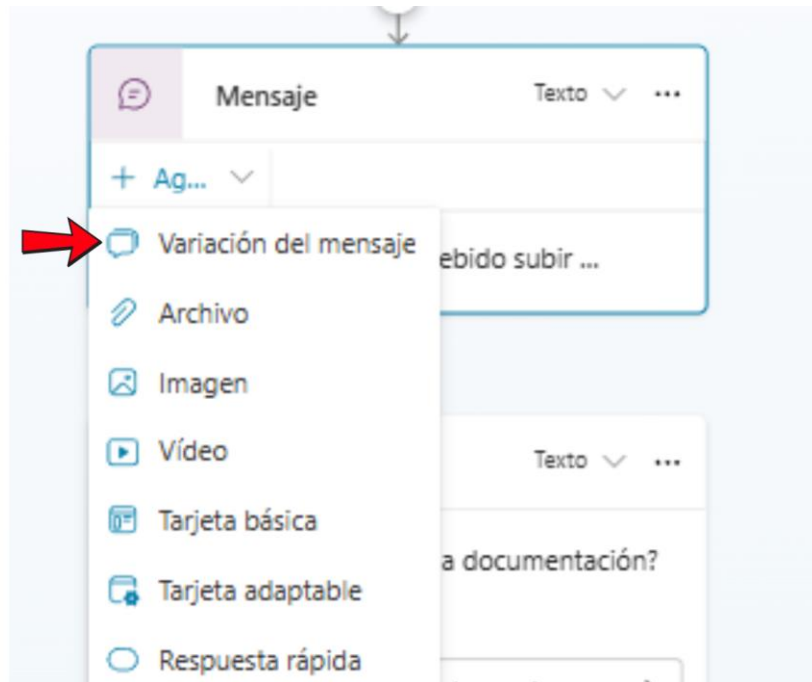 Mensaje Texto
+ Ag...
Variación del mensaje
ebido subir ...
Archivo
Imagen
Vídeo
Texto
Tarjeta básica
a documentación?
Tarjeta adaptable
Respuesta rápida